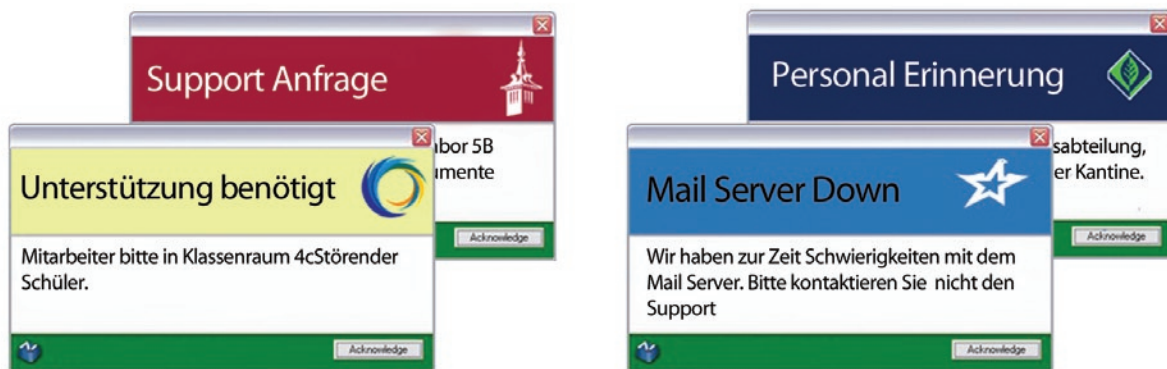 Support Anfrage
bor 5B
mente
Acknowledge
Unterstützung benötigt
Mitarbeiter bitte in Klassenraum 4cStörender
Schüler.
Acknowledge
Personal Erinnerung
sabteilung,
er Kantine.
Acknowledge
Mail Server Down
Wir haben zur Zeit Schwierigkeiten mit dem
Mail Server. Bitte kontaktieren Sie nicht den
Support
Acknowledge